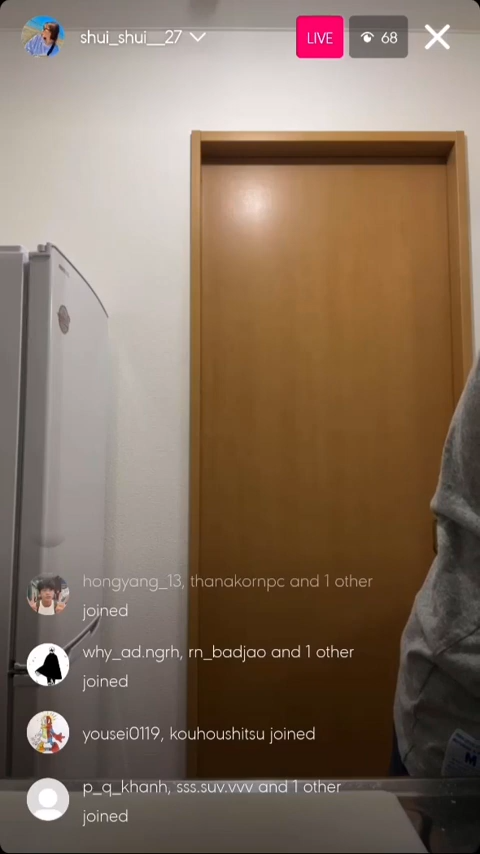 shui_shui__27
LIVE
68
hongyang_13, thanakornpc and 1 other
joined
why_ad.ngrh, rn_badjao and 1 other
joined
yousei0119, kouhoushitsu joined
p_q_khanh, sss.suv.vvv and 1 other
joined
M